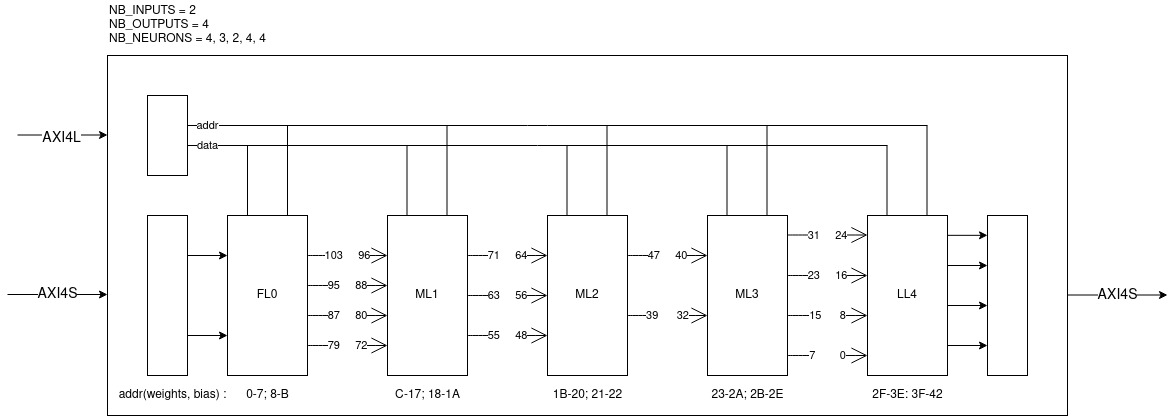 NB_INPUTS = 2
NB_OUTPUTS = 4
NB_NEURONS = 4, 3, 2, 4, 4
AXI4L
addr
data
AXI4S
FL0
103
95
87
79
96
88
80
72
ML1
71
63
55
64
56
48
ML2
47
39
40
32
ML3
31
23
15
7
24
16
8
0
LL4
AXI4S
addr(weights, bias) : 0-7; 8-B C-17; 18-1A 1B-20; 21-22 23-2A; 2B-2E 2F-3E: 3F-42